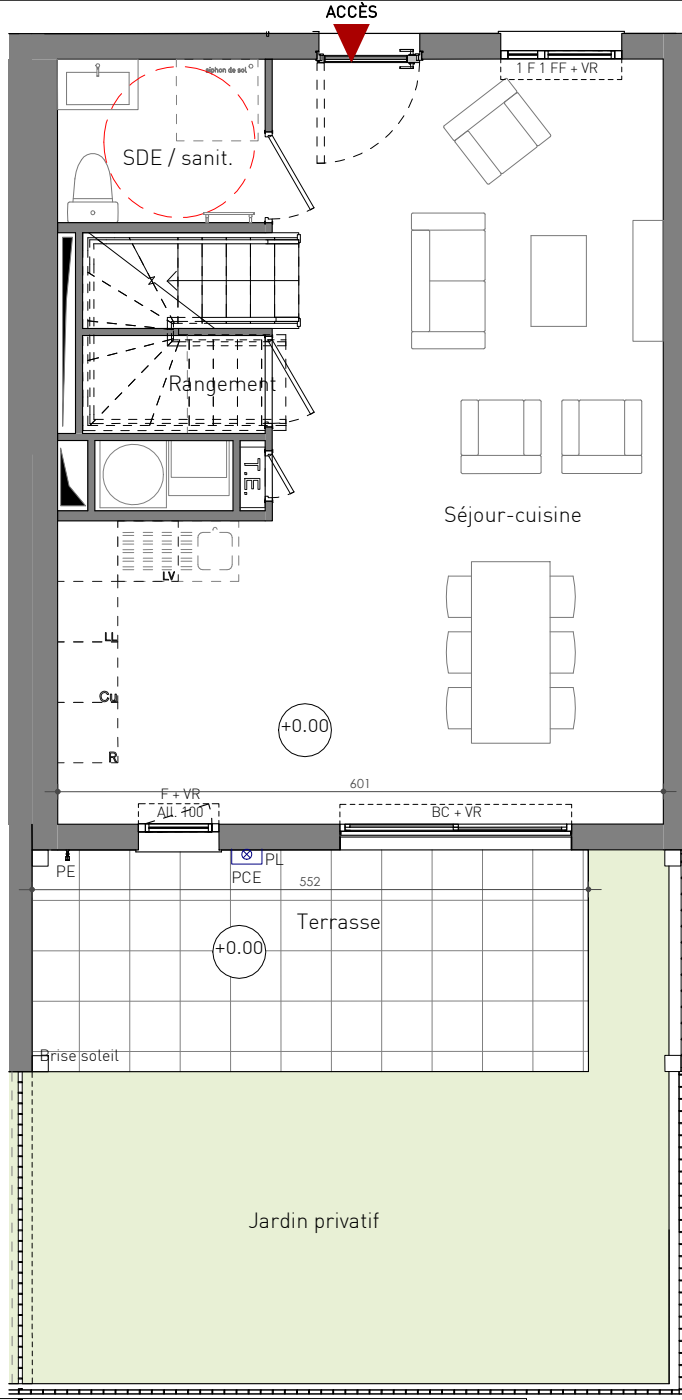 ACCÈS
siphon de sol
1 F 1 FF + VR
SDE / sanit.
Rangement
T.E.
Séjour-cuisine
LV
LL
Cu
R
+0.00
601
F + VR
All. 100
BC + VR
PE
PL
PCE
552
Terrasse
+0.00
Brise soleil
Jardin privatif